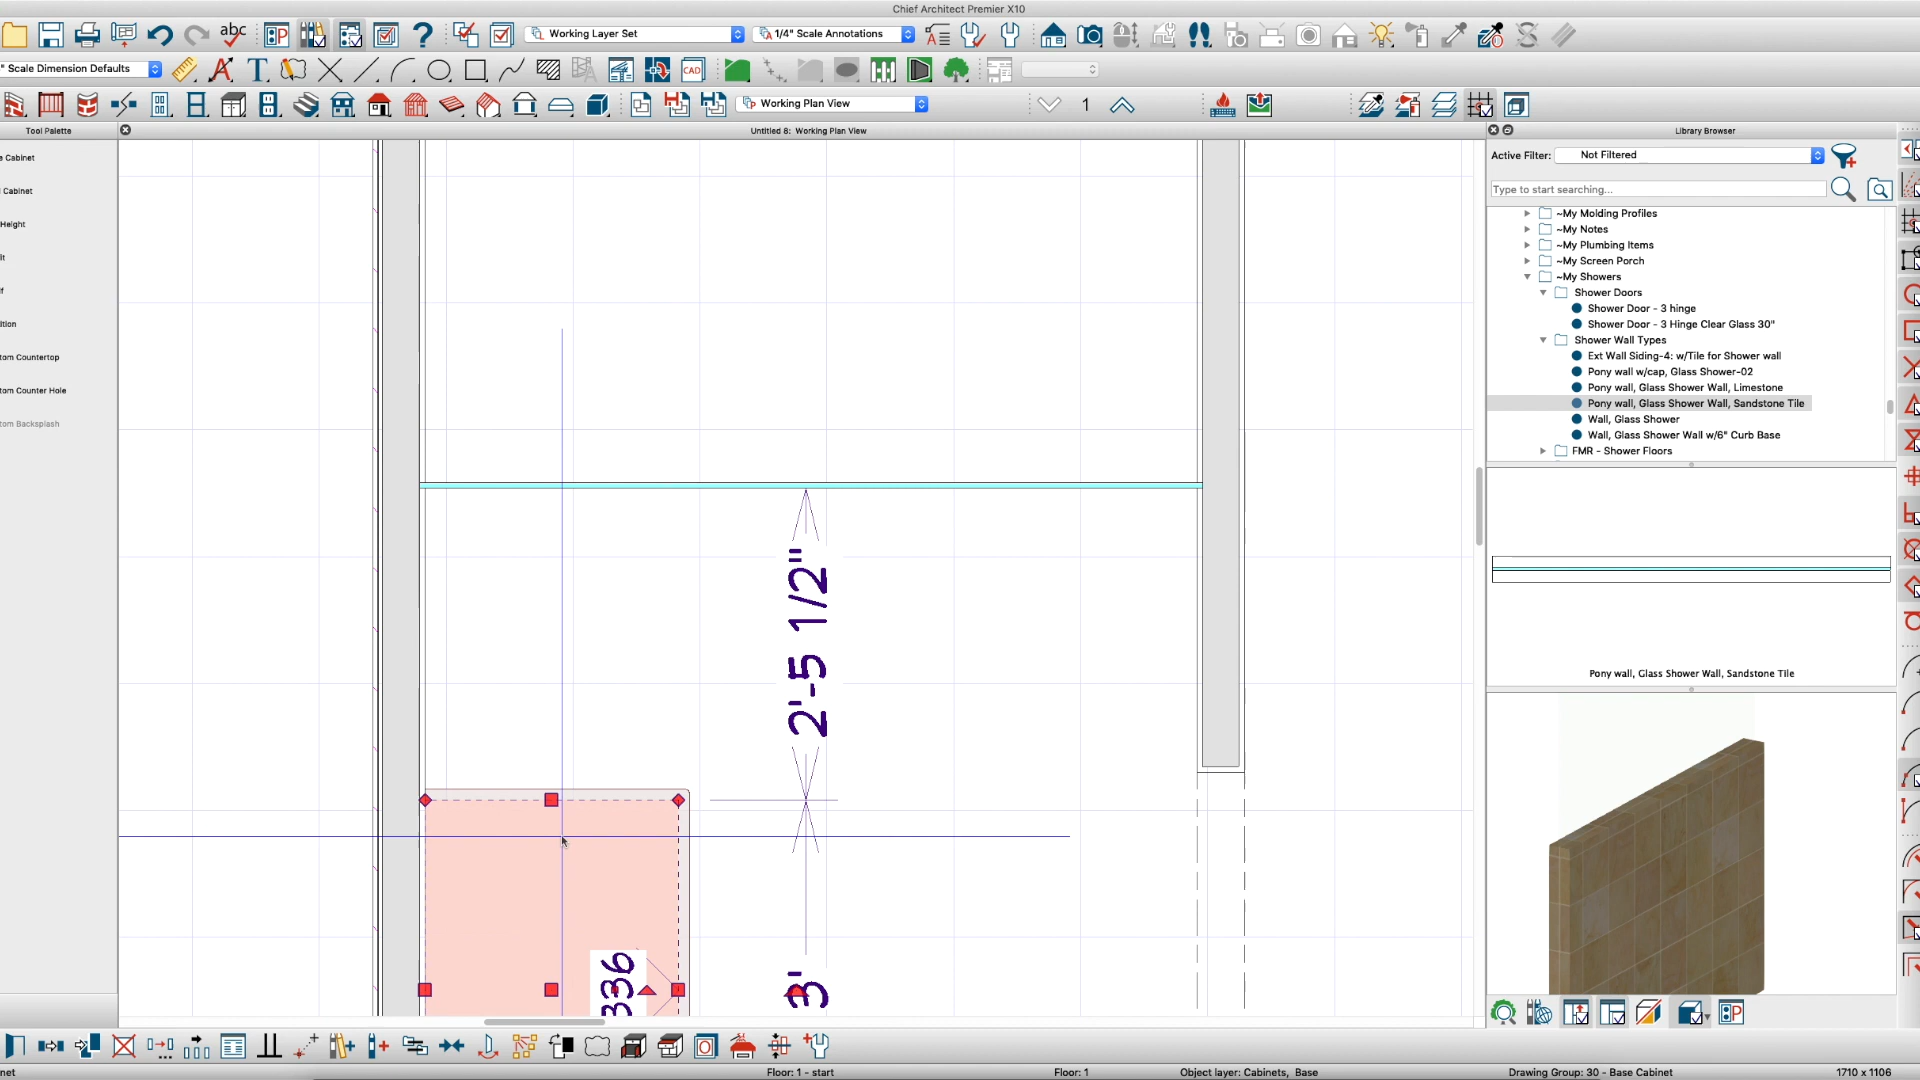 Chief Architect Premier X10
abc
Working Layer Set
1/4" Scale Annotations
" Scale Dimension Defaults
T
CAD
Working Plan View
1
Tool Palette
Untitled 8: Working Plan View
Library Browser
e Cabinet
l Cabinet
Height
lt
lf
ition
tom Countertop
tom Counter Hole
tom Backsplash
Active Filter:
Not Filtered
Type to start searching...
~My Molding Profiles
~My Notes
~My Plumbing Items
~My Screen Porch
~My Showers
Shower Doors
Shower Door - 3 hinge
Shower Door - 3 Hinge Clear Glass 30"
Shower Wall Types
Ext Wall Siding-4: w/Tile for Shower wall
Pony wall w/cap, Glass Shower-02
Pony wall, Glass Shower Wall, Limestone
Pony wall, Glass Shower Wall, Sandstone Tile
Wall, Glass Shower
Wall, Glass Shower Wall w/6" Curb Base
FMR - Shower Floors
2'-5 1/2"
336
3'
Pony wall, Glass Shower Wall, Sandstone Tile
net
Floor: 1 - start
Floor: 1
Object layer: Cabinets, Base
Drawing Group: 30 - Base Cabinet
1710 x 1106